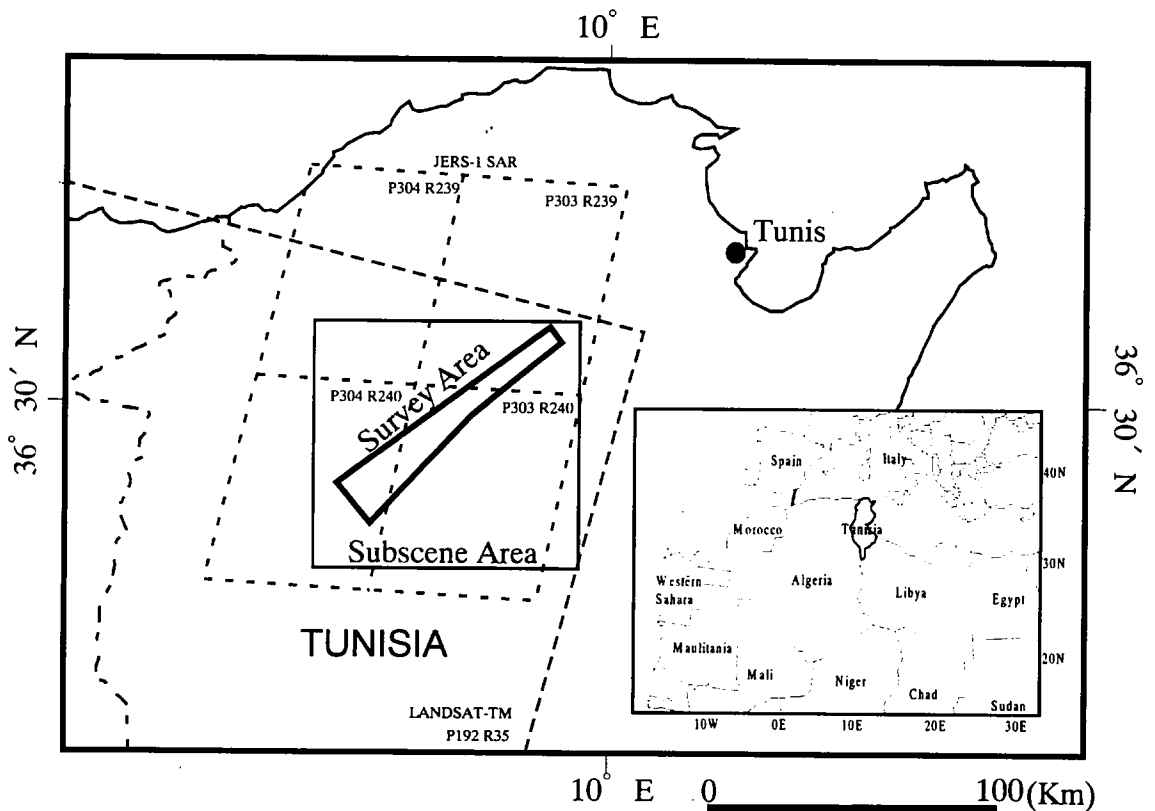 10° E
JERS-1 SAR
P304 R239
P303 R239
Tunis
36° 30′ N
36° 30′ N
Survey Area
P304 R240
P303 R240
Subscene Area
TUNISIA
LANDSAT-TM
P192 R35
Spain
Italy
40N
Morocco
Tunisia
30N
Western
Sahara
Algeria
Libya
Egypt
Maulitania
20N
Mali
Niger
Chad
Sudan
10W
0E
10E
20E
30E
10° E
0
100 (Km)